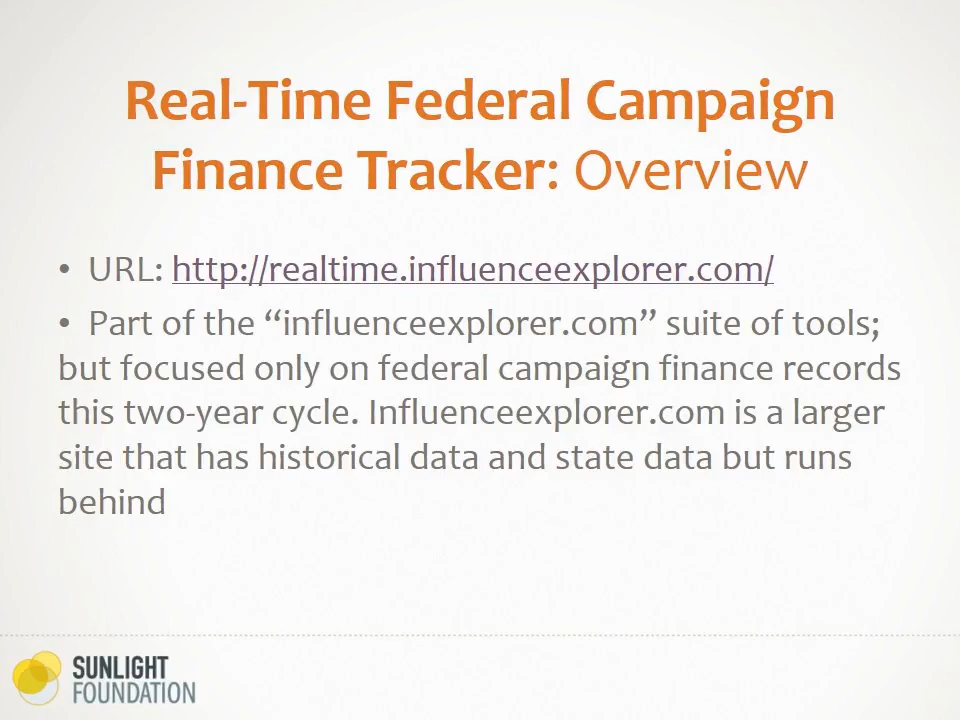 Real-Time Federal Campaign
Finance Tracker: Overview
• URL: http://realtime.influenceexplorer.com/
• Part of the “influenceexplorer.com” suite of tools;
but focused only on federal campaign finance records
this two-year cycle. Influenceexplorer.com is a larger
site that has historical data and state data but runs
behind
SUNLIGHT
FOUNDATION